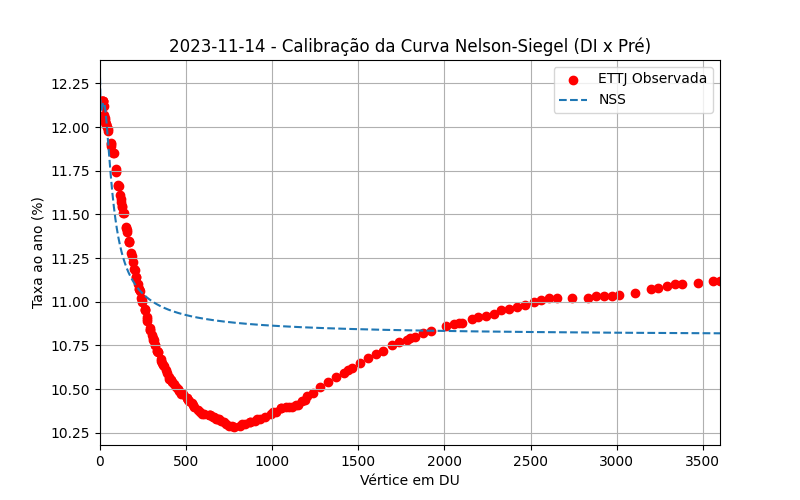 2023-11-14 - Calibração da Curva Nelson-Siegel (DI x Pré)
ETTJ Observada
NSS
Taxa ao ano (%)
12.25
12.00
11.75
11.50
11.25
11.00
10.75
10.50
10.25
0 500 1000 1500 2000 2500 3000 3500
Vértice em DU